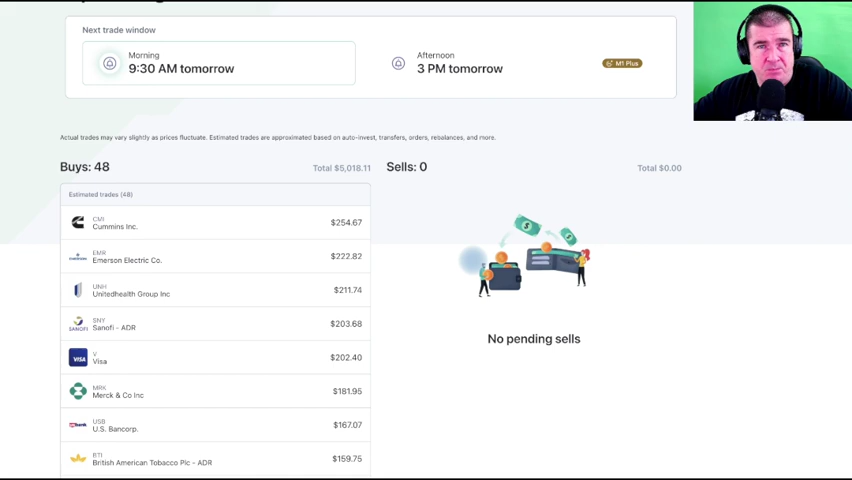 Next trade window
Morning
9:30 AM tomorrow
Afternoon
3 PM tomorrow
M1 Plus
Actual trades may vary slightly as prices fluctuate. Estimated trades are approximated based on auto-invest, transfers, orders, rebalances, and more.
Buys: 48
Total $5,018.11
Sells: 0
Total $0.00
Estimated trades (48)
CMI
Cummins Inc.
$254.67
EMR
Emerson Electric Co.
$222.82
UNH
Unitedhealth Group Inc
$211.74
SANOFI
SNY
Sanofi - ADR
$203.68
VISA
V
Visa
$202.40
MRK
Merck & Co Inc
$181.95
USB
U.S. Bancorp.
$167.07
BTI
British American Tobacco Plc - ADR
$159.75
No pending sells